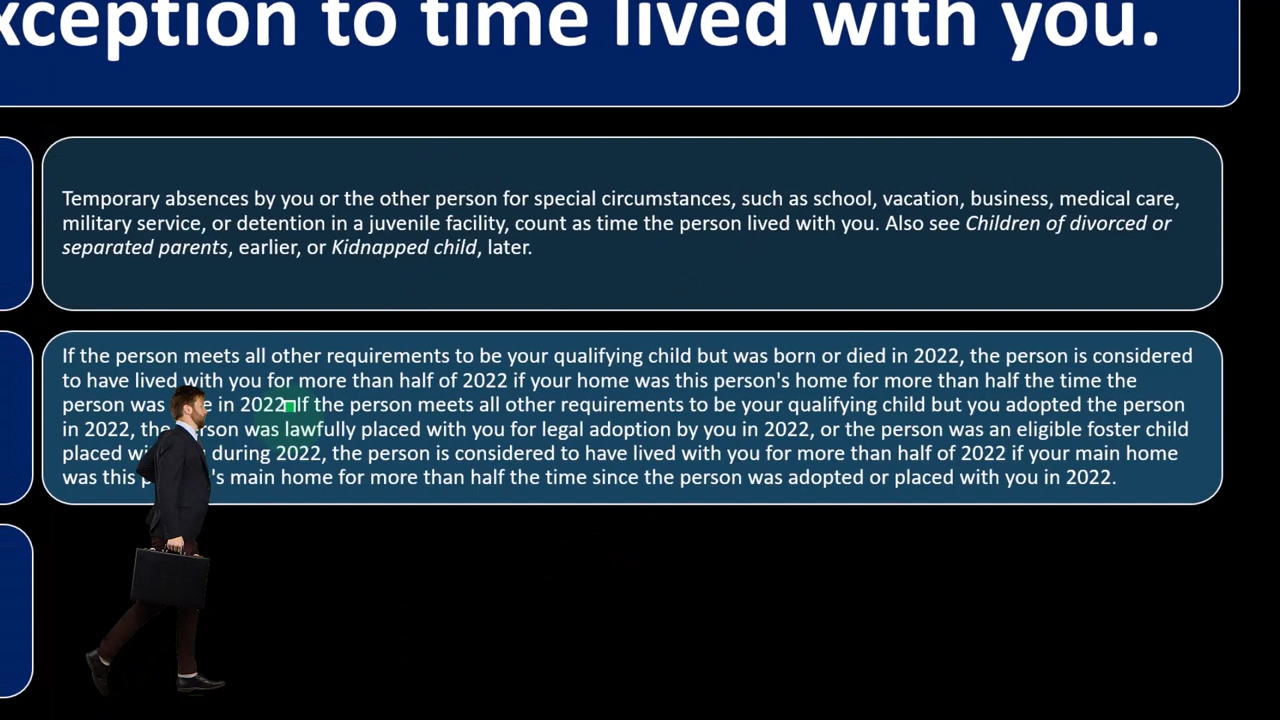 xception to time lived with you.
Temporary absences by you or the other person for special circumstances, such as school, vacation, business, medical care,
military service, or detention in a juvenile facility, count as time the person lived with you. Also see Children of divorced or
separated parents, earlier, or Kidnapped child, later.
If the person meets all other requirements to be your qualifying child but was born or died in 2022, the person is considered
to have lived with you for more than half of 2022 if your home was this person's home for more than half the time the
person was e in 2022. If the person meets all other requirements to be your qualifying child but you adopted the person
in 2022, the person was lawfully placed with you for legal adoption by you in 2022, or the person was an eligible foster child
placed during 2022, the person is considered to have lived with you for more than half of 2022 if your main home
was this 's main home for more than half the time since the person was adopted or placed with you in 2022.